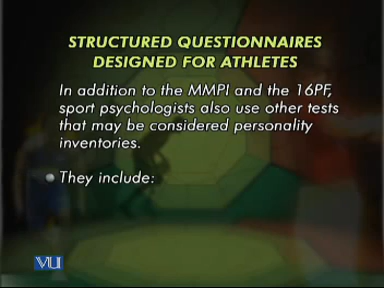 STRUCTURED QUESTIONNAIRES
DESIGNED FOR ATHLETES
In addition to the MMPI and the 16PF,
sport psychologists also use other tests
that may be considered personality
inventories.
They include:
VU